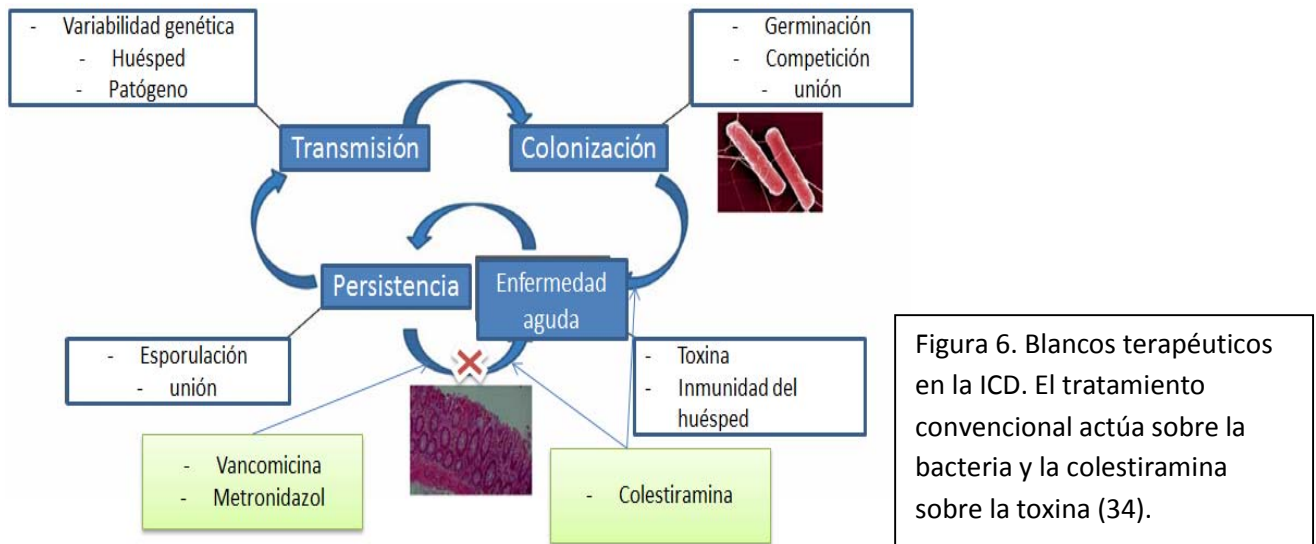 - Variabilidad genética
- Huésped
- Patógeno
- Germinación
- Competición
- unión
Transmisión
Colonización
Persistencia
Enfermedad
aguda
- Esporulación
- unión
- Toxina
- Inmunidad del
huésped
- Vancomicina
- Metronidazol
- Colestiramina
Figura 6. Blancos terapéuticos
en la ICD. El tratamiento
convencional actúa sobre la
bacteria y la colestiramina
sobre la toxina (34).